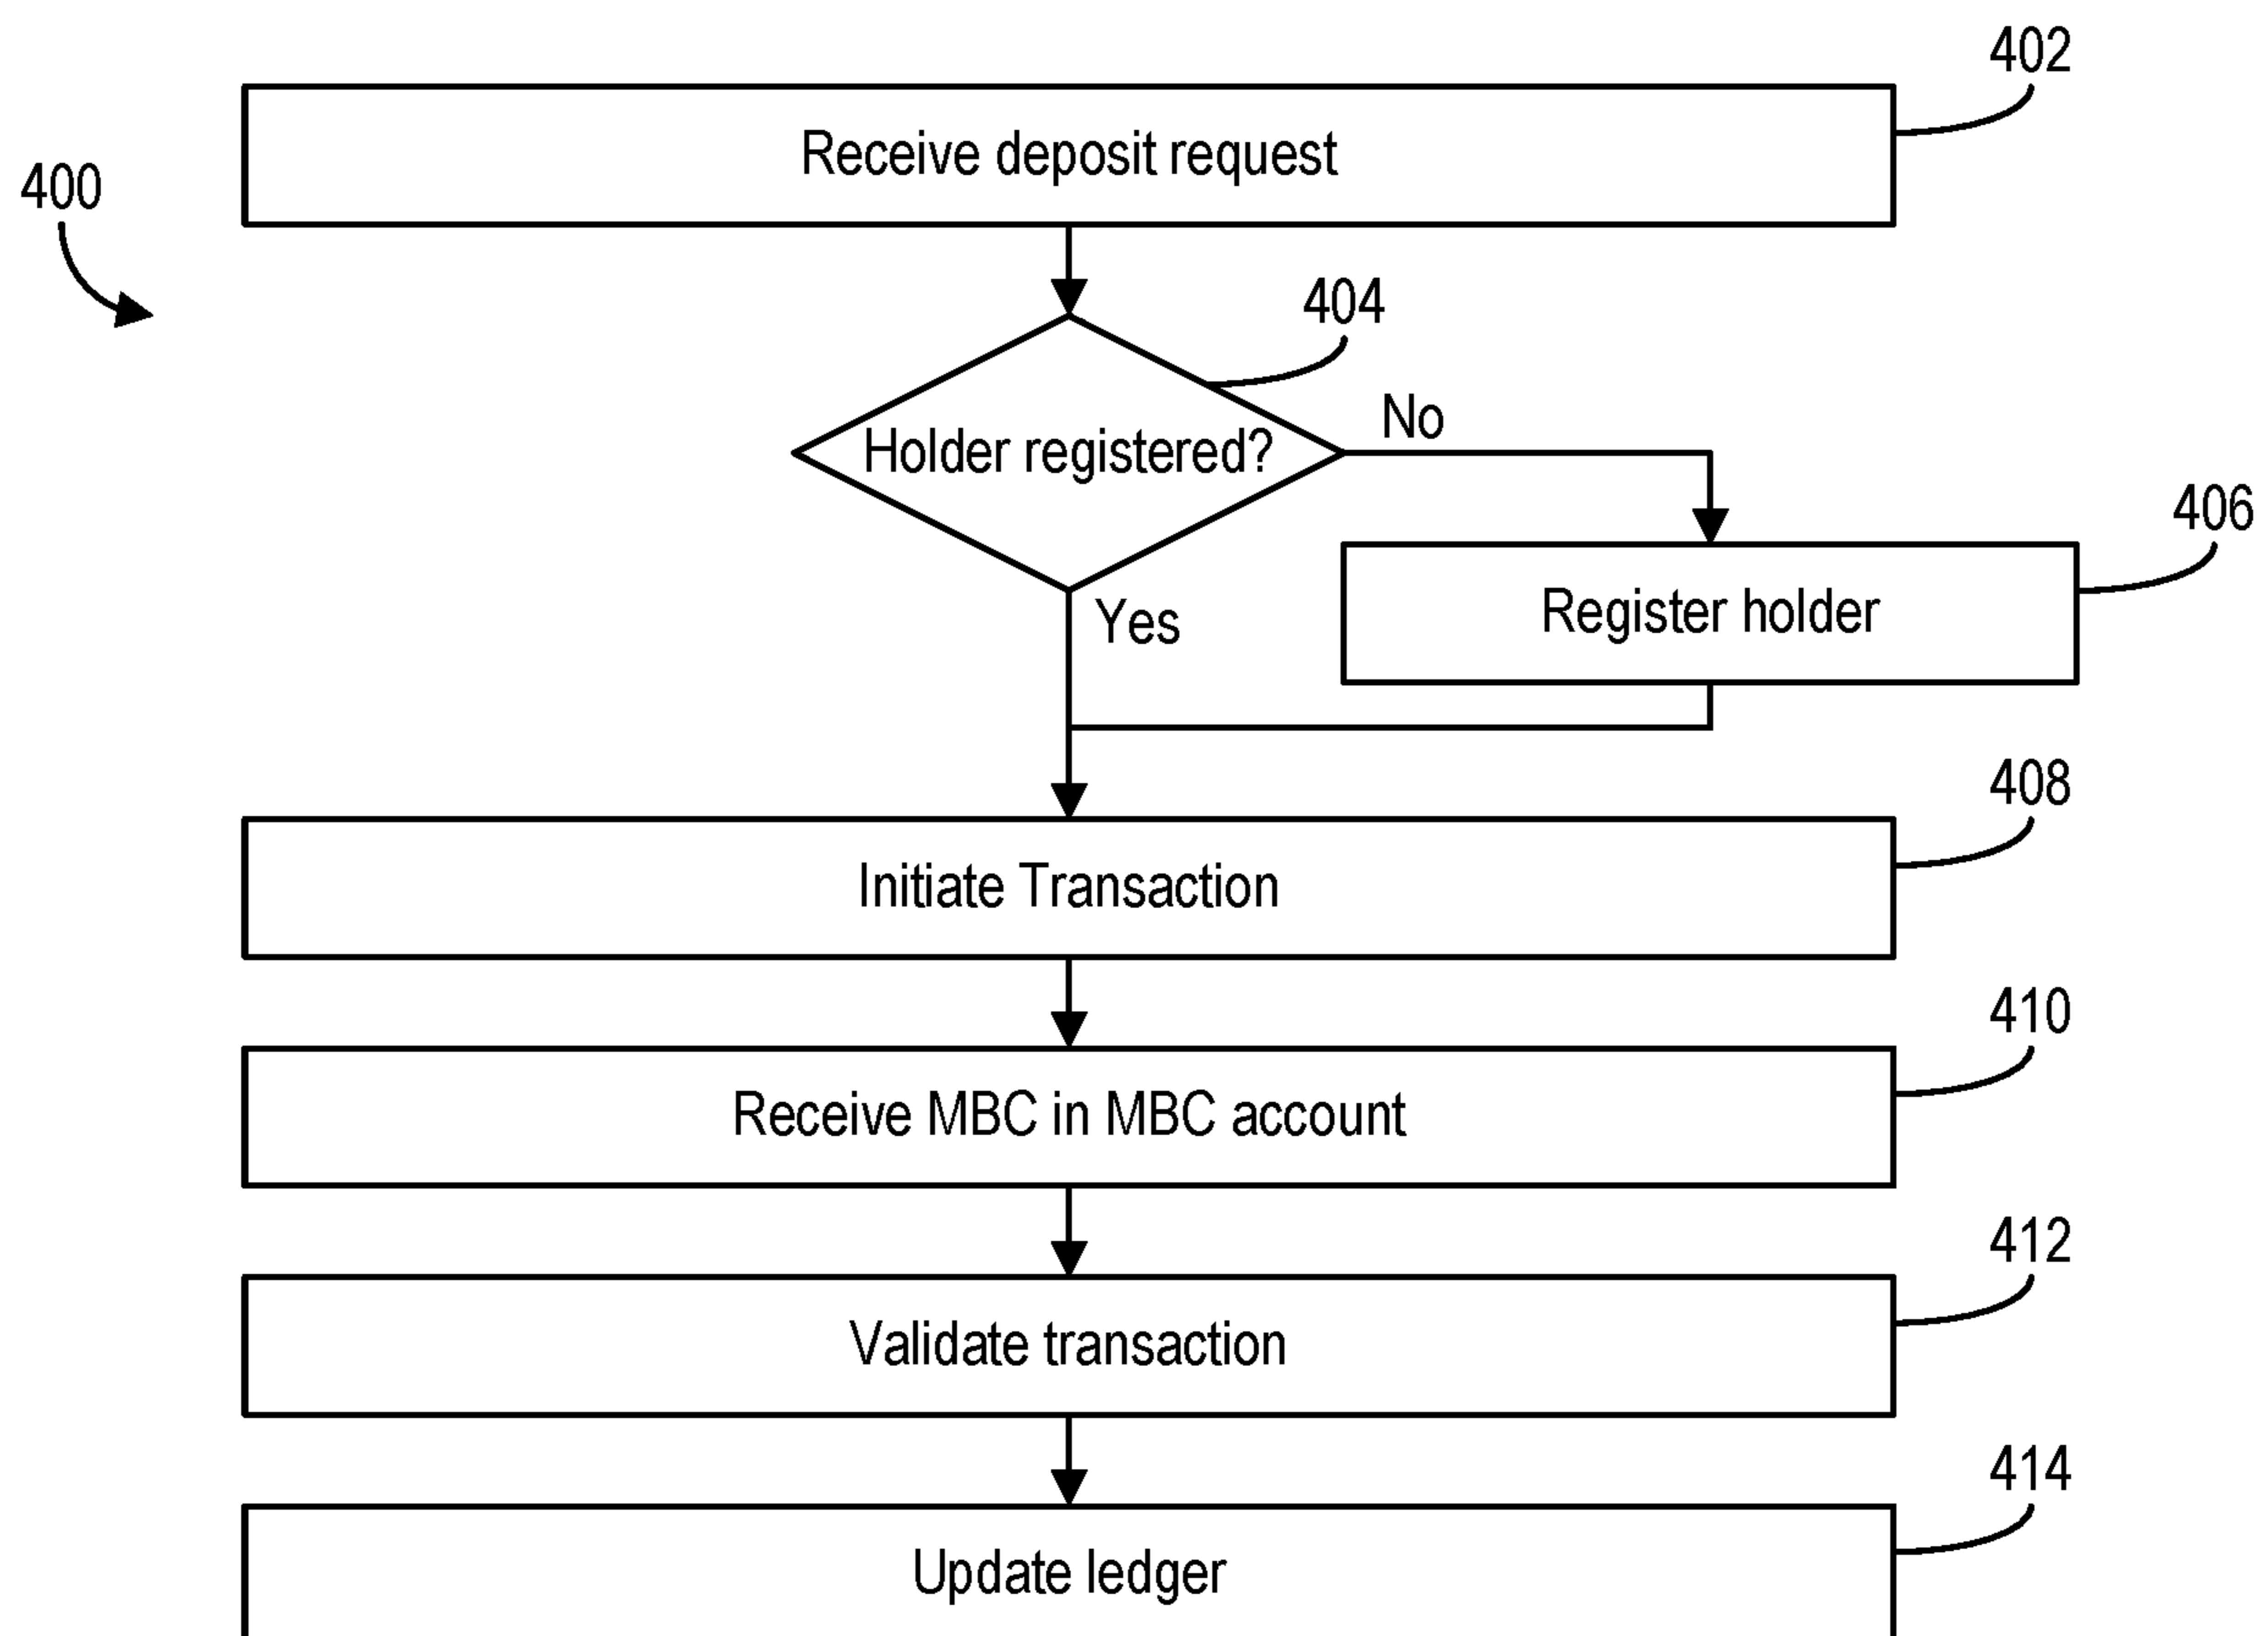 402
Receive deposit request
400
404
No
Holder registered?
406
Register holder
Yes
408
Initiate Transaction
410
Receive MBC in MBC account
412
Validate transaction
414
Update ledger